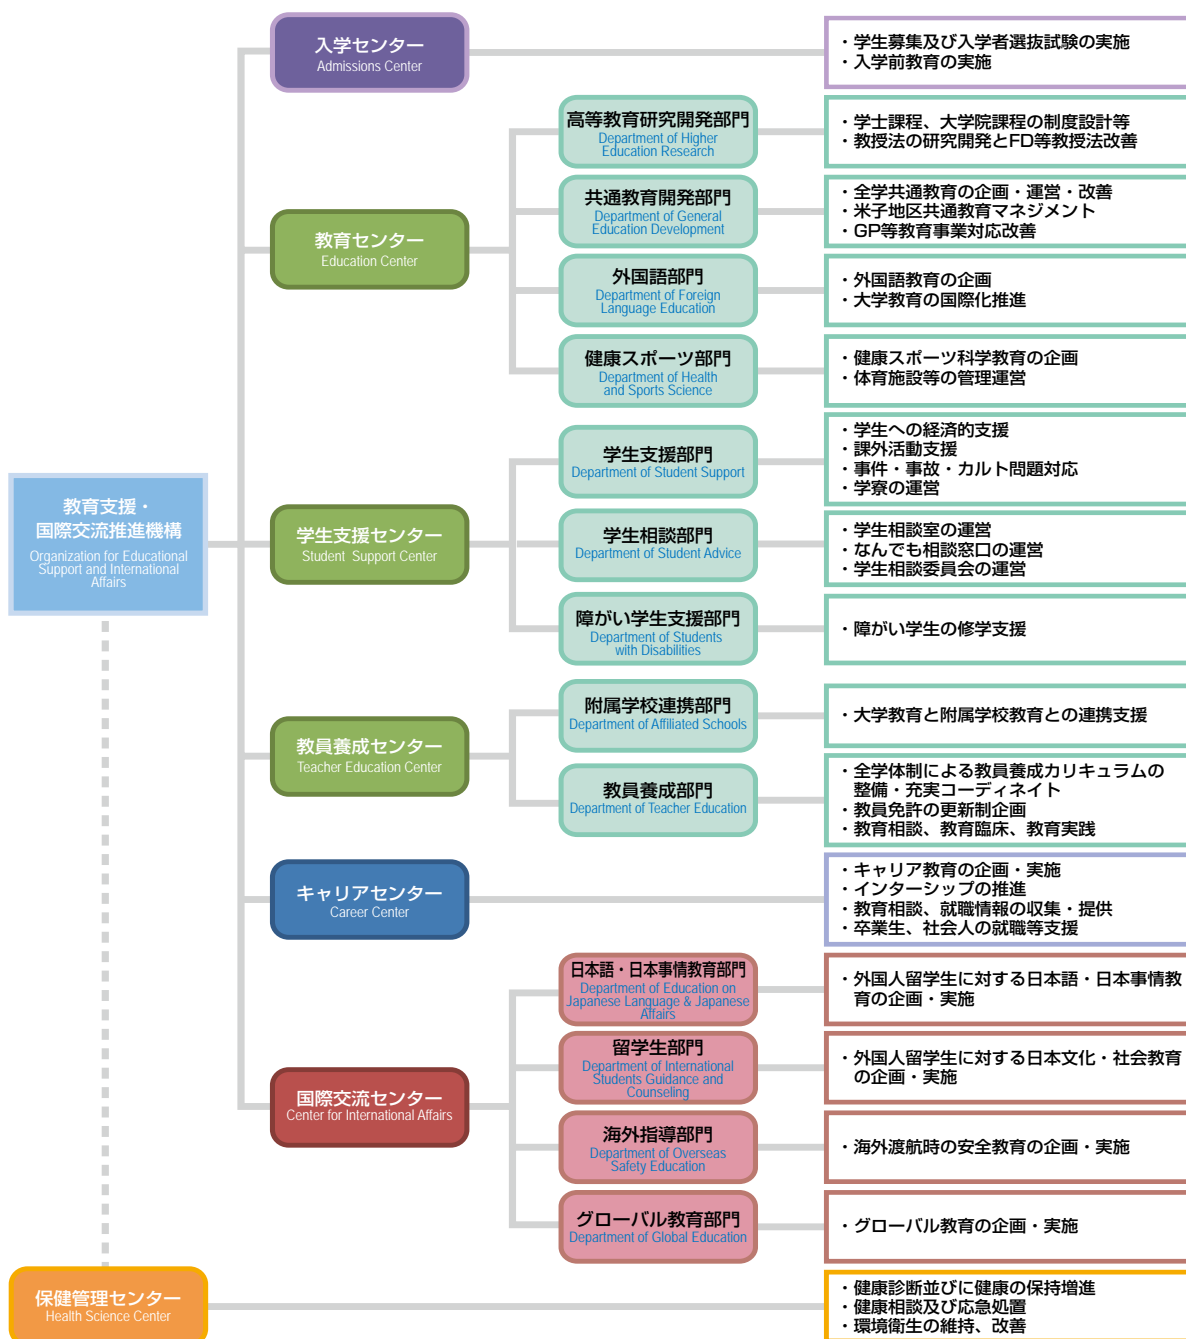 入学センター
Admissions Center
・学生募集及び入学者選抜試験の実施
・入学前教育の実施
教育センター
Education Center
高等教育研究開発部門
Department of Higher
Education Research
・学士課程、大学院課程の制度設計等
・教授法の研究開発とFD等教授法改善
共通教育開発部門
Department of General
Education Development
・全学共通教育の企画・運営・改善
・米子地区共通教育マネジメント
・GP等教育事業対応改善
外国語部門
Department of Foreign
Language Education
・外国語教育の企画
・大学教育の国際化推進
健康スポーツ部門
Department of Health
and Sports Science
・健康スポーツ科学教育の企画
・体育施設等の管理運営
教育支援・
国際交流推進機構
Organization for Educational
Support and International
Affairs
学生支援センター
Student Support Center
学生支援部門
Department of Student Support
・学生への経済的支援
・課外活動支援
・事件・事故・カルト問題対応
・学寮の運営
学生相談部門
Department of Student Advice
・学生相談室の運営
・なんでも相談窓口の運営
・学生相談委員会の運営
障がい学生支援部門
Department of Students
with Disabilities
・障がい学生の修学支援
教員養成センター
Teacher Education Center
附属学校連携部門
Department of Affiliated Schools
・大学教育と附属学校教育との連携支援
教員養成部門
Department of Teacher Education
・全学体制による教員養成カリキュラムの
整備・充実コーディネイト
・教員免許の更新制企画
・教育相談、教育臨床、教育実践
キャリアセンター
Career Center
・キャリア教育の企画・実施
・インターシップの推進
・教育相談、就職情報の収集・提供
・卒業生、社会人の就職等支援
国際交流センター
Center for International Affairs
日本語・日本事情教育部門
Department of Education on
Japanese Language & Japanese
Affairs
・外国人留学生に対する日本語・日本事情教
育の企画・実施
留学生部門
Department of International
Students Guidance and
Counseling
・外国人留学生に対する日本文化・社会教育
の企画・実施
海外指導部門
Department of Overseas
Safety Education
・海外渡航時の安全教育の企画・実施
グローバル教育部門
Department of Global Education
・グローバル教育の企画・実施
保健管理センター
Health Science Center
・健康診断並びに健康の保持増進
・健康相談及び応急処置
・環境衛生の維持、改善